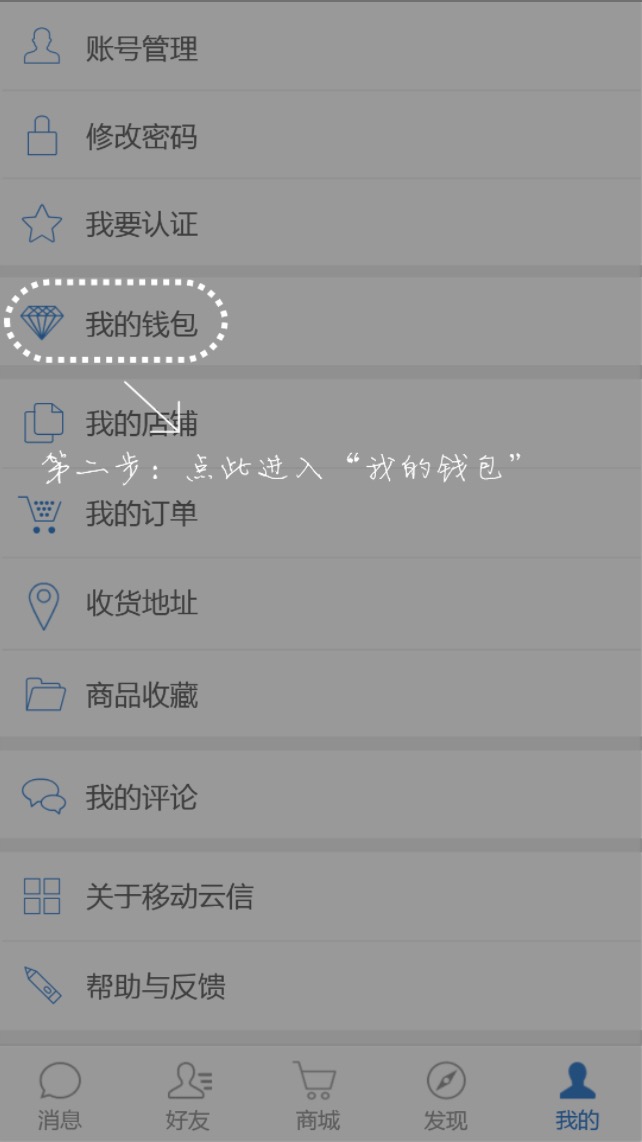 账号管理
修改密码
我要认证
我的钱包
我的店铺
第二步：点此进入“我的钱包”
我的订单
收货地址
商品收藏
我的评论
关于移动云信
帮助与反馈
消息 好友 商城 发现 我的